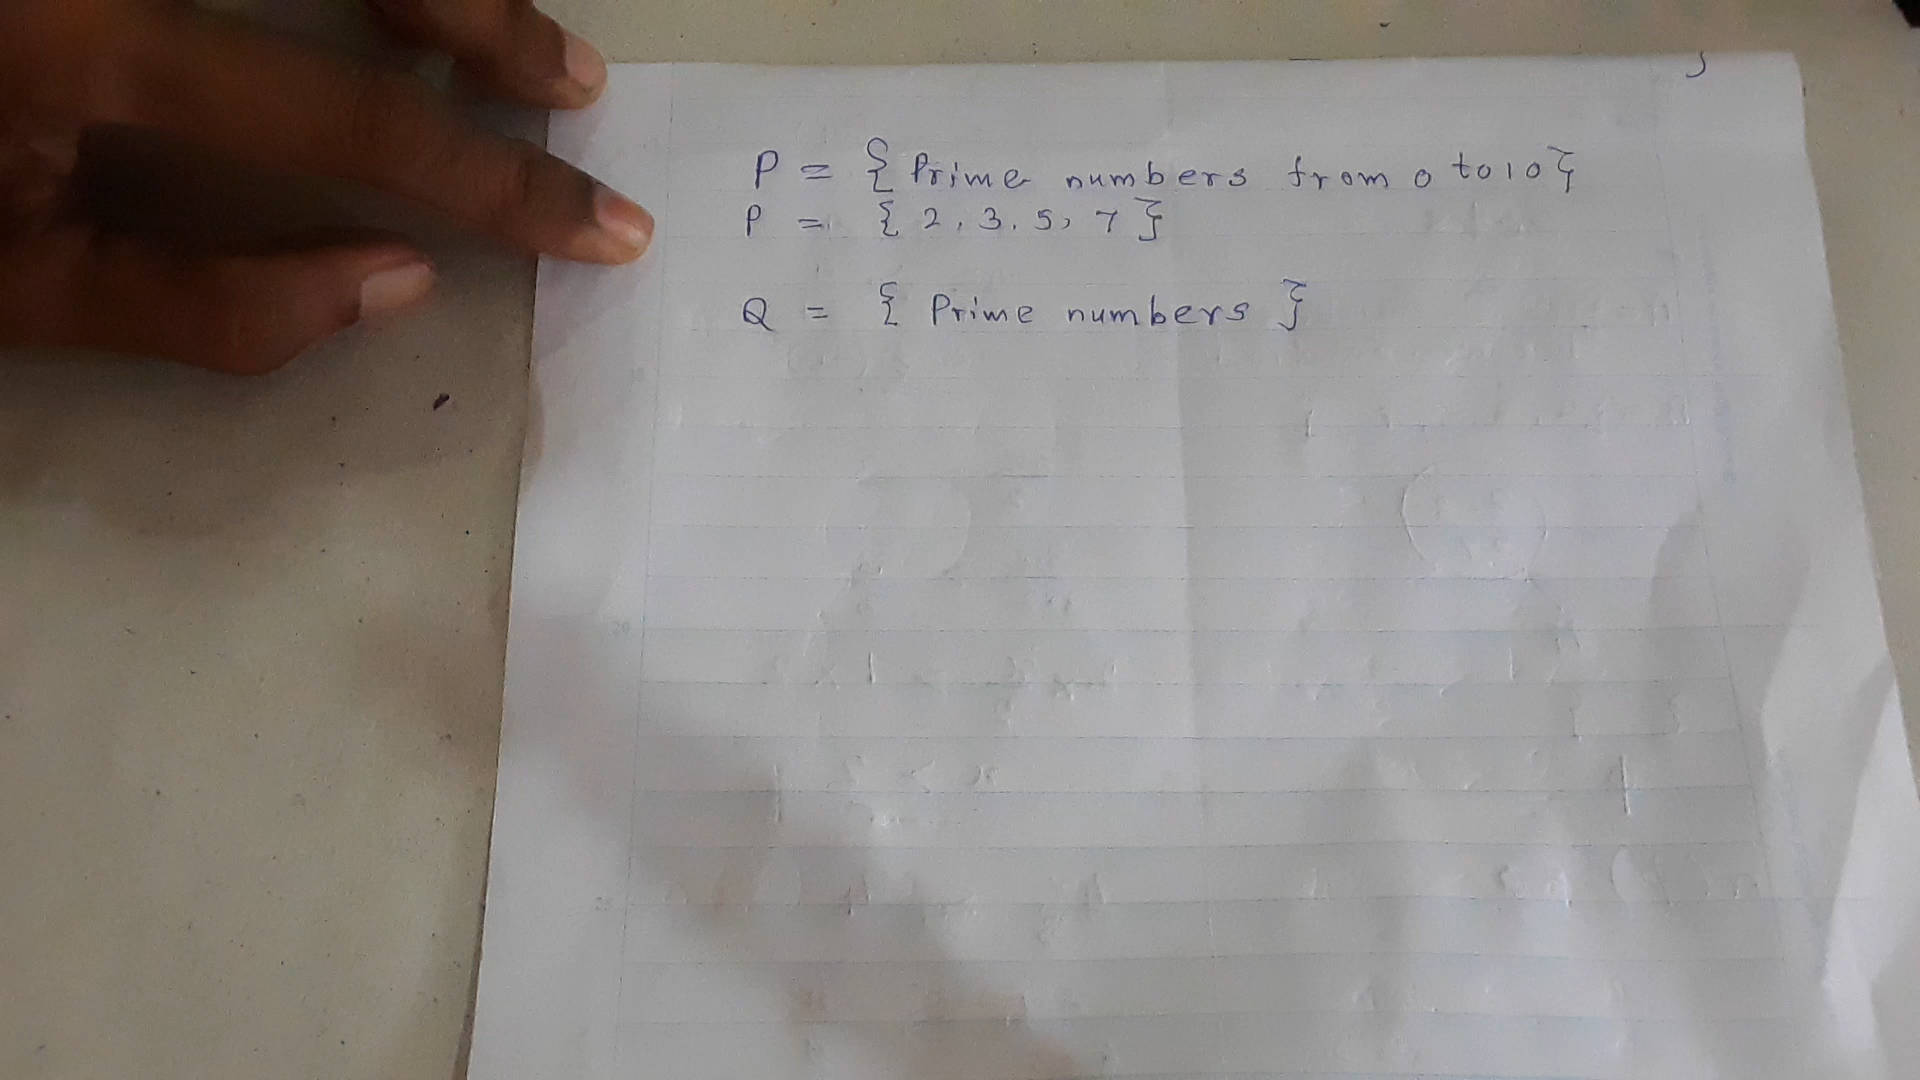 P = { Prime numbers from 0 to 10 }
P = { 2, 3, 5, 7 }
Q = { Prime numbers }